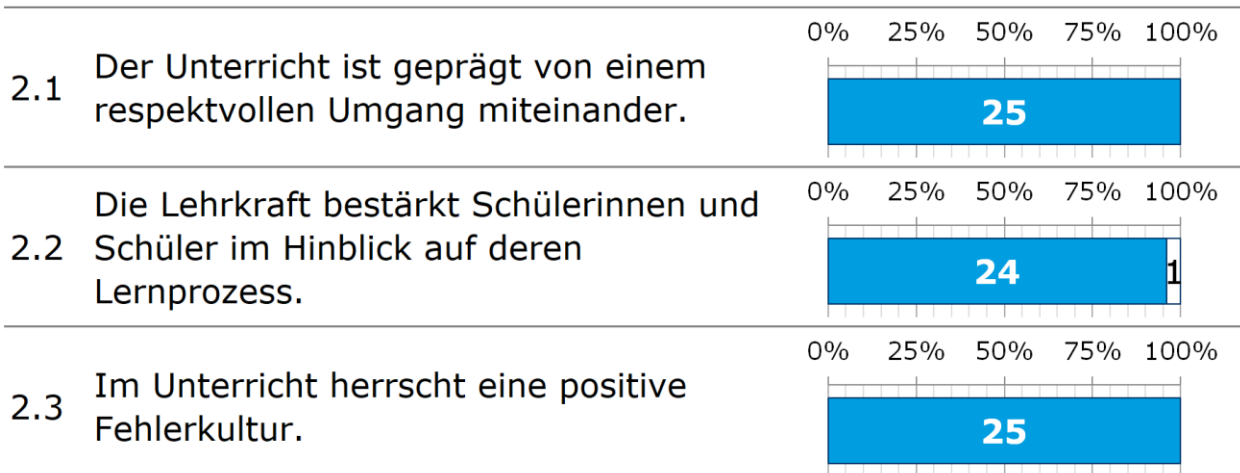 0% 25% 50% 75% 100%
2.1 Der Unterricht ist geprägt von einem
respektvollen Umgang miteinander.
25
0% 25% 50% 75% 100%
Die Lehrkraft bestärkt Schülerinnen und
2.2 Schüler im Hinblick auf deren
Lernprozess.
24 1
0% 25% 50% 75% 100%
2.3 Im Unterricht herrscht eine positive
Fehlerkultur.
25